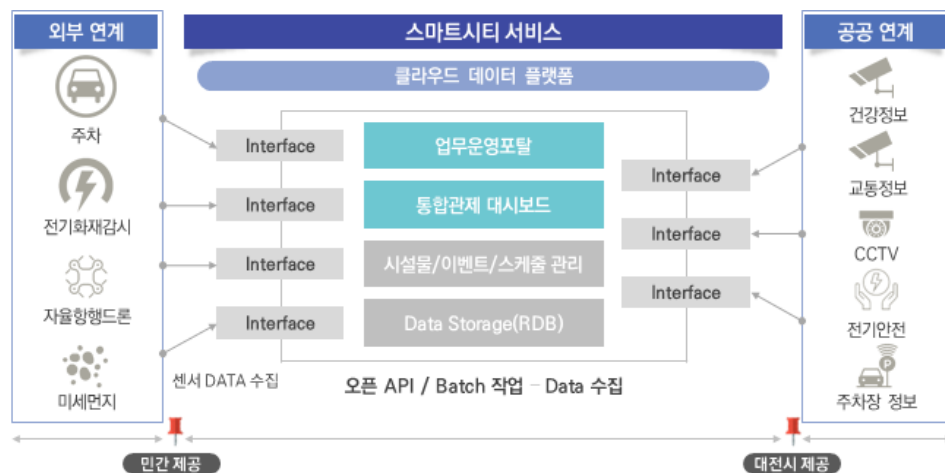 외부 연계
스마트시티 서비스
공공 연계
클라우드 데이터 플랫폼
주차
전기화재감시
자율항행드론
미세먼지
Interface
Interface
Interface
Interface
센서 DATA 수집
업무운영포탈
통합관제 대시보드
시설물/이벤트/스케줄 관리
Data Storage(RDB)
오픈 API / Batch 작업 – Data 수집
Interface
Interface
Interface
건강정보
교통정보
CCTV
전기안전
P
주차장 정보
민간 제공
대전시 제공